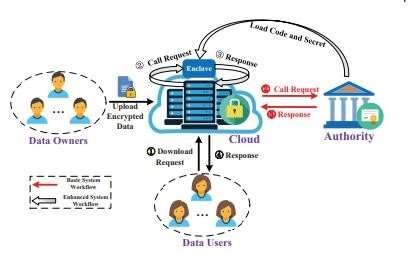 Load Code and Secret
② Call Request
③ Response
Enclave
Upload
Encrypted
Data
Call Request
Response
Data Owners
Cloud
Authority
① Download
Request
④ Response
Basic System
Workflow
Enhanced System
Workflow
Data Users